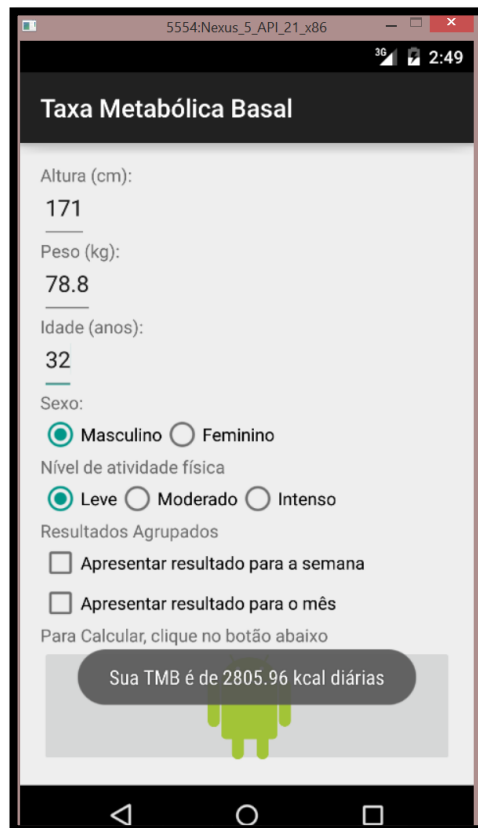 5554:Nexus_5_API_21_x86
3G 2:49
Taxa Metabólica Basal
Altura (cm):
171
Peso (kg):
78.8
Idade (anos):
32
Sexo:
Masculino Feminino
Nível de atividade física
Leve Moderado Intenso
Resultados Agrupados
Apresentar resultado para a semana
Apresentar resultado para o mês
Para Calcular, clique no botão abaixo
Sua TMB é de 2805.96 kcal diárias